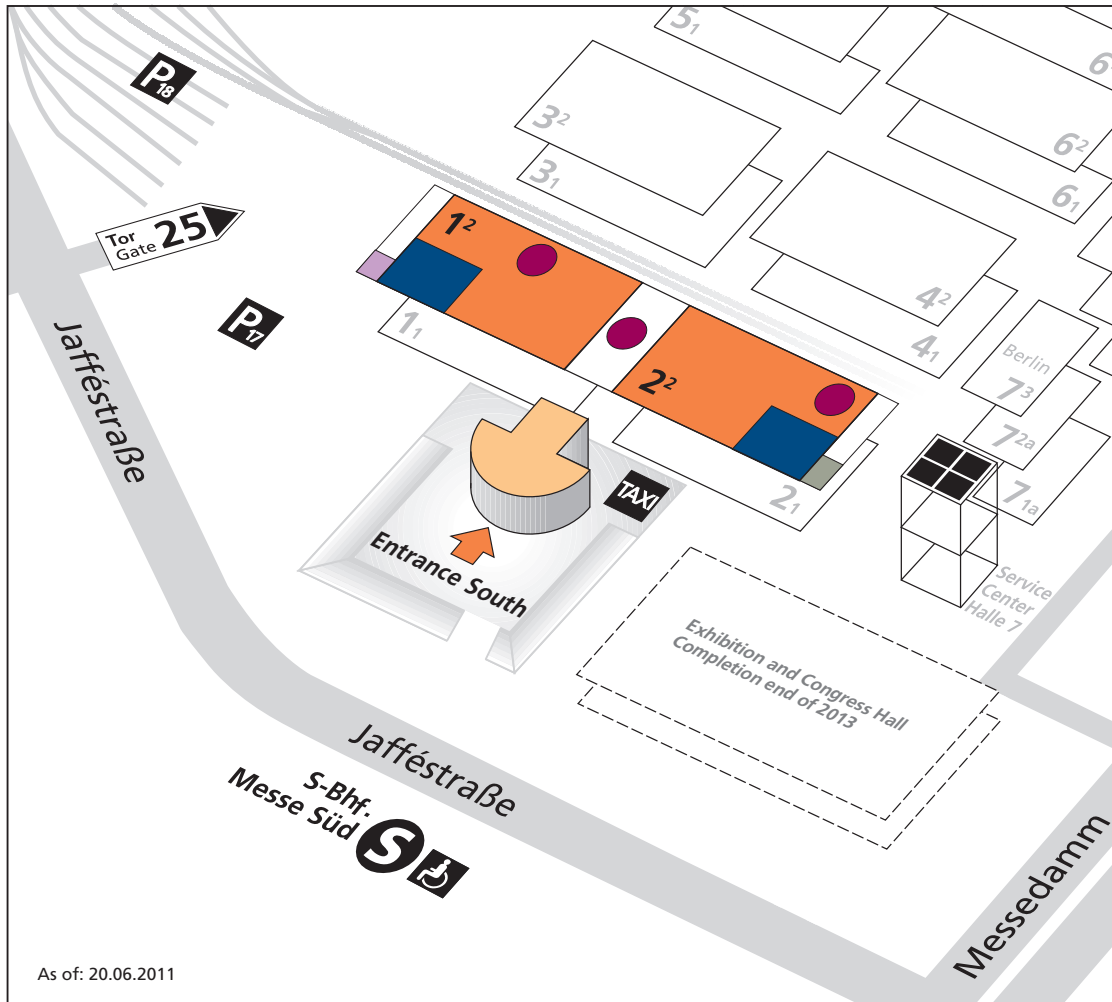 5₁
6
P18
3²
6²
3₁
6₁
1²
Tor
Gate 25
4²
1₁
4₁
P17
Berlin
7³
2²
7²ᵃ
Jafféstraße
2₁
7₁ₐ
TAXI
Entrance South
Service
Center
Halle 7
Exhibition and Congress Hall
Completion end of 2013
Jafféstraße
S-Bhf.
Messe Süd
S
Messedamm
As of: 20.06.2011